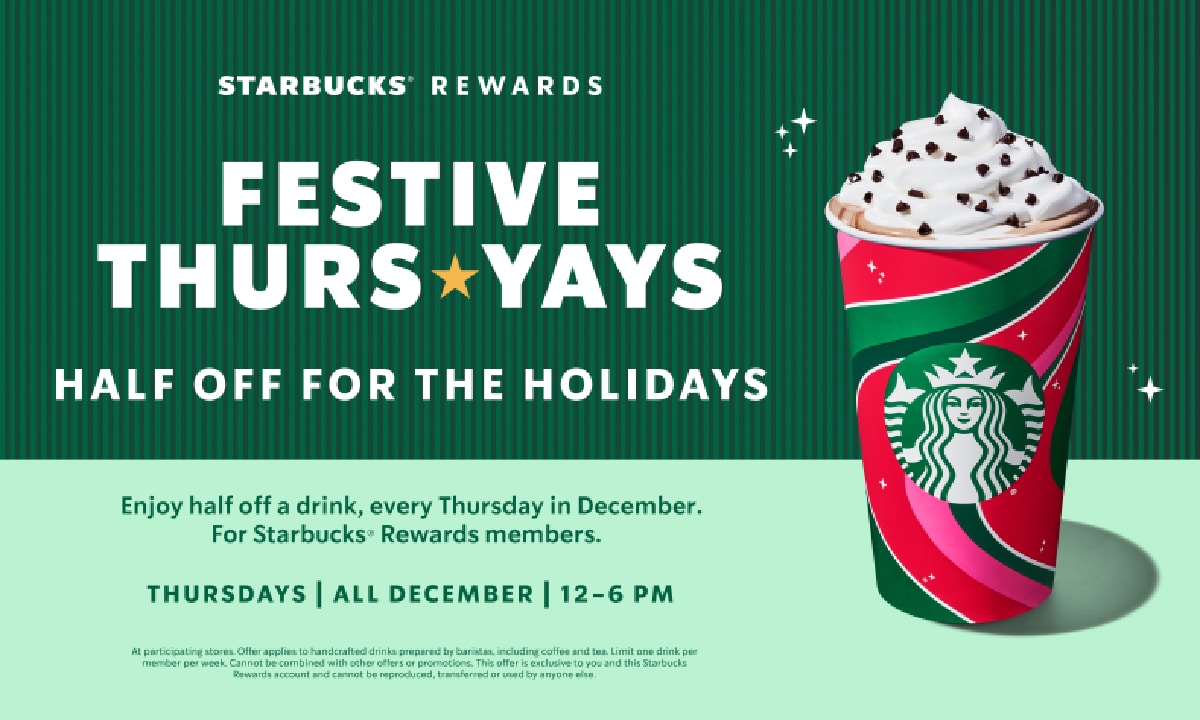 STARBUCKS® REWARDS
FESTIVE
THURS★YAYS
HALF OFF FOR THE HOLIDAYS
Enjoy half off a drink, every Thursday in December.
For Starbucks® Rewards members.
THURSDAYS | ALL DECEMBER | 12–6 PM
At participating stores. Offer applies to handcrafted drinks prepared by baristas, including coffee and tea. Limit one drink per
member per week. Cannot be combined with other offers or promotions. This offer is exclusive to you and this Starbucks
Rewards account and cannot be reproduced, transferred or used by anyone else.